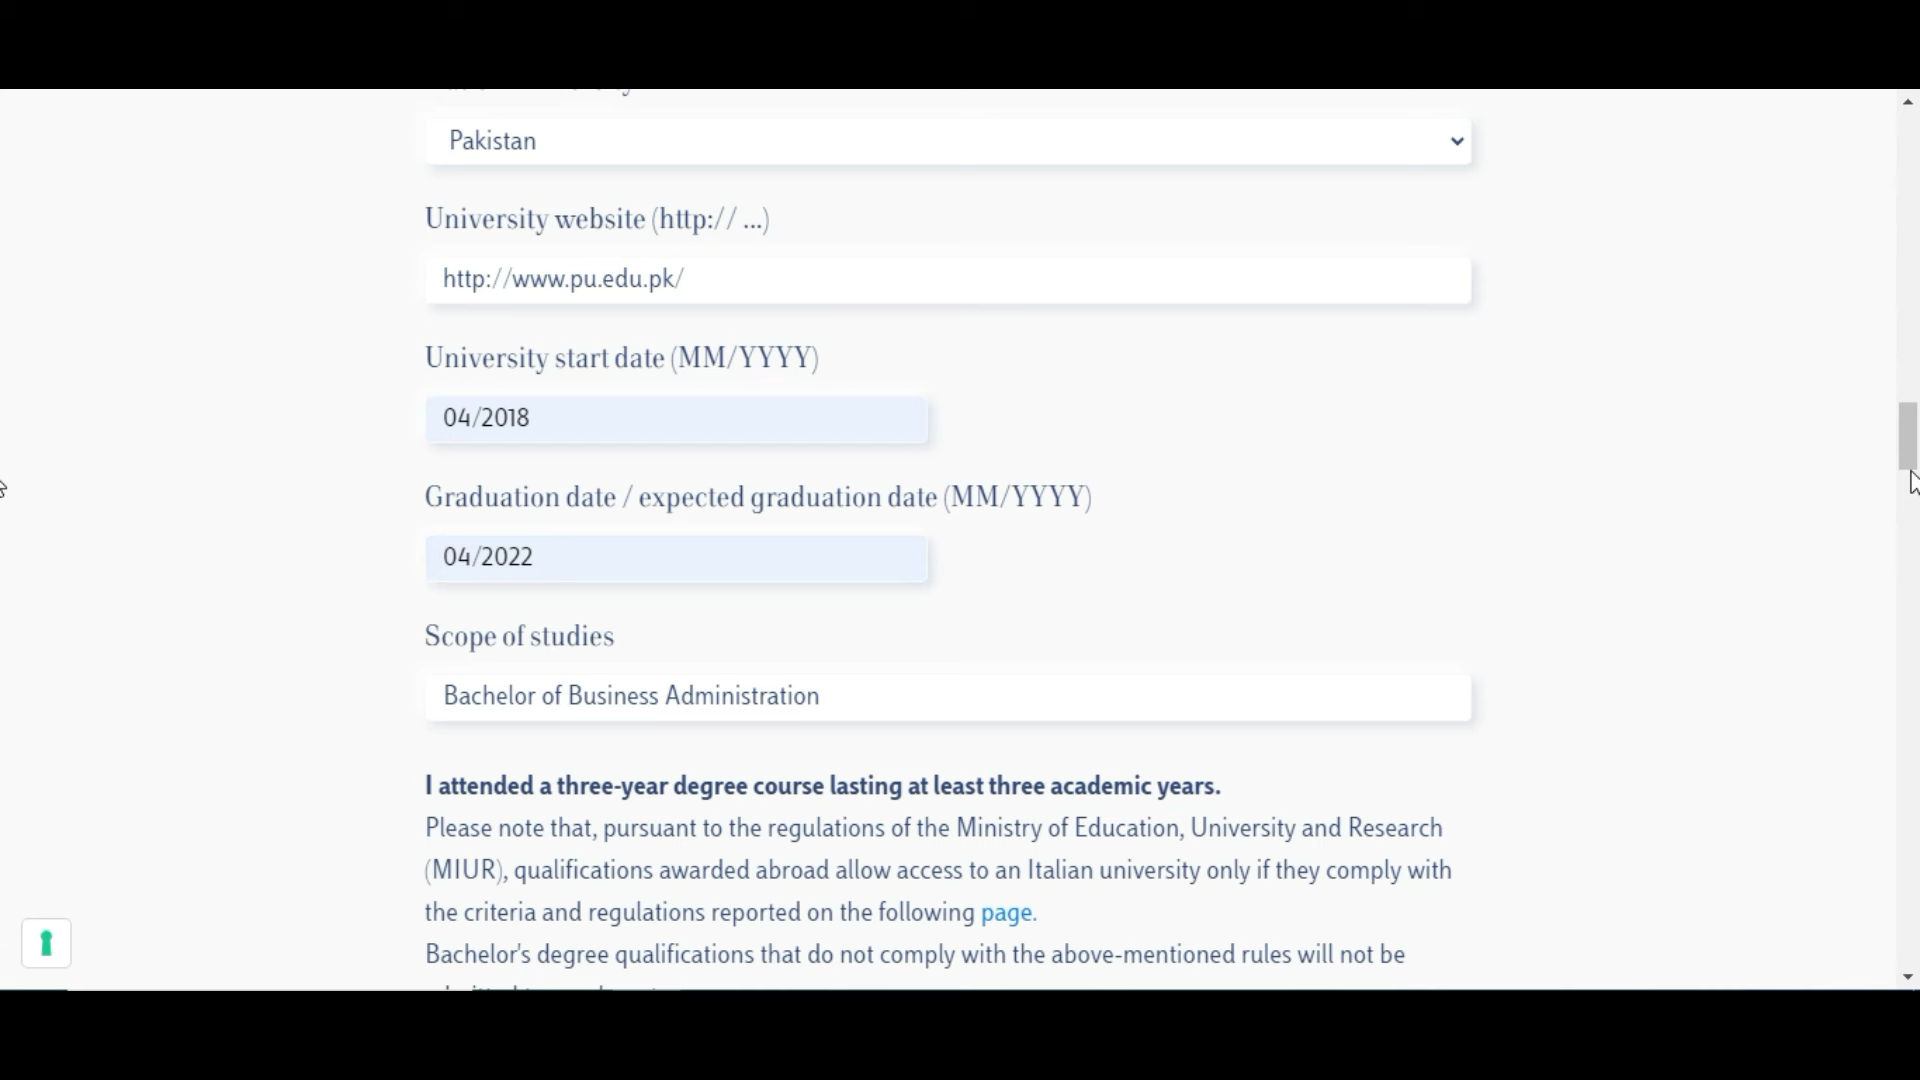 Pakistan
University website (http:// ...)
http://www.pu.edu.pk/
University start date (MM/YYYY)
04/2018
Graduation date / expected graduation date (MM/YYYY)
04/2022
Scope of studies
Bachelor of Business Administration
I attended a three-year degree course lasting at least three academic years.
Please note that, pursuant to the regulations of the Ministry of Education, University and Research
(MIUR), qualifications awarded abroad allow access to an Italian university only if they comply with
the criteria and regulations reported on the following page.
Bachelor's degree qualifications that do not comply with the above-mentioned rules will not be